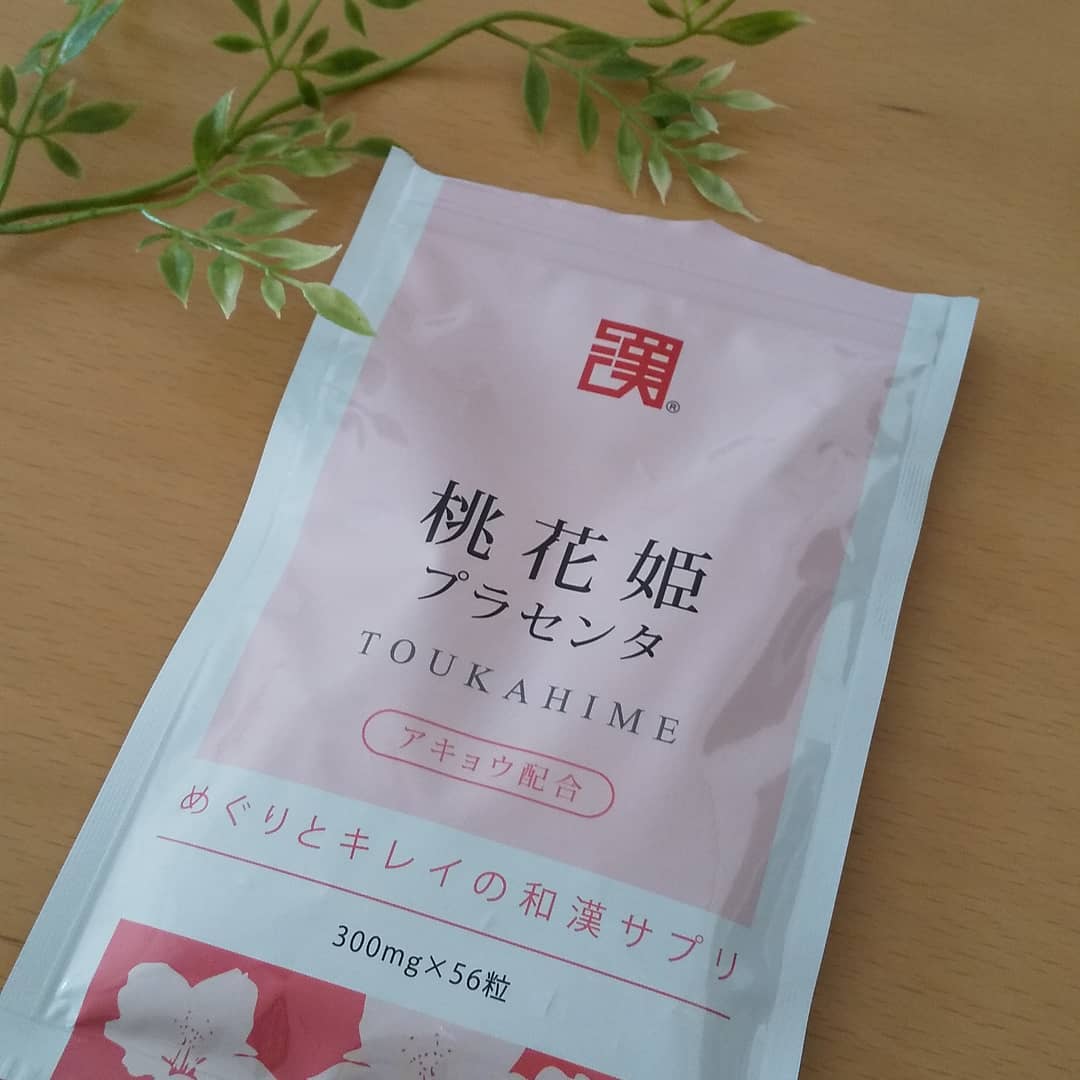 漢
®
桃花姫
プラセンタ
TOUKAHIME
アキョウ配合
めぐりとキレイの和漢サプリ
300mg×56粒